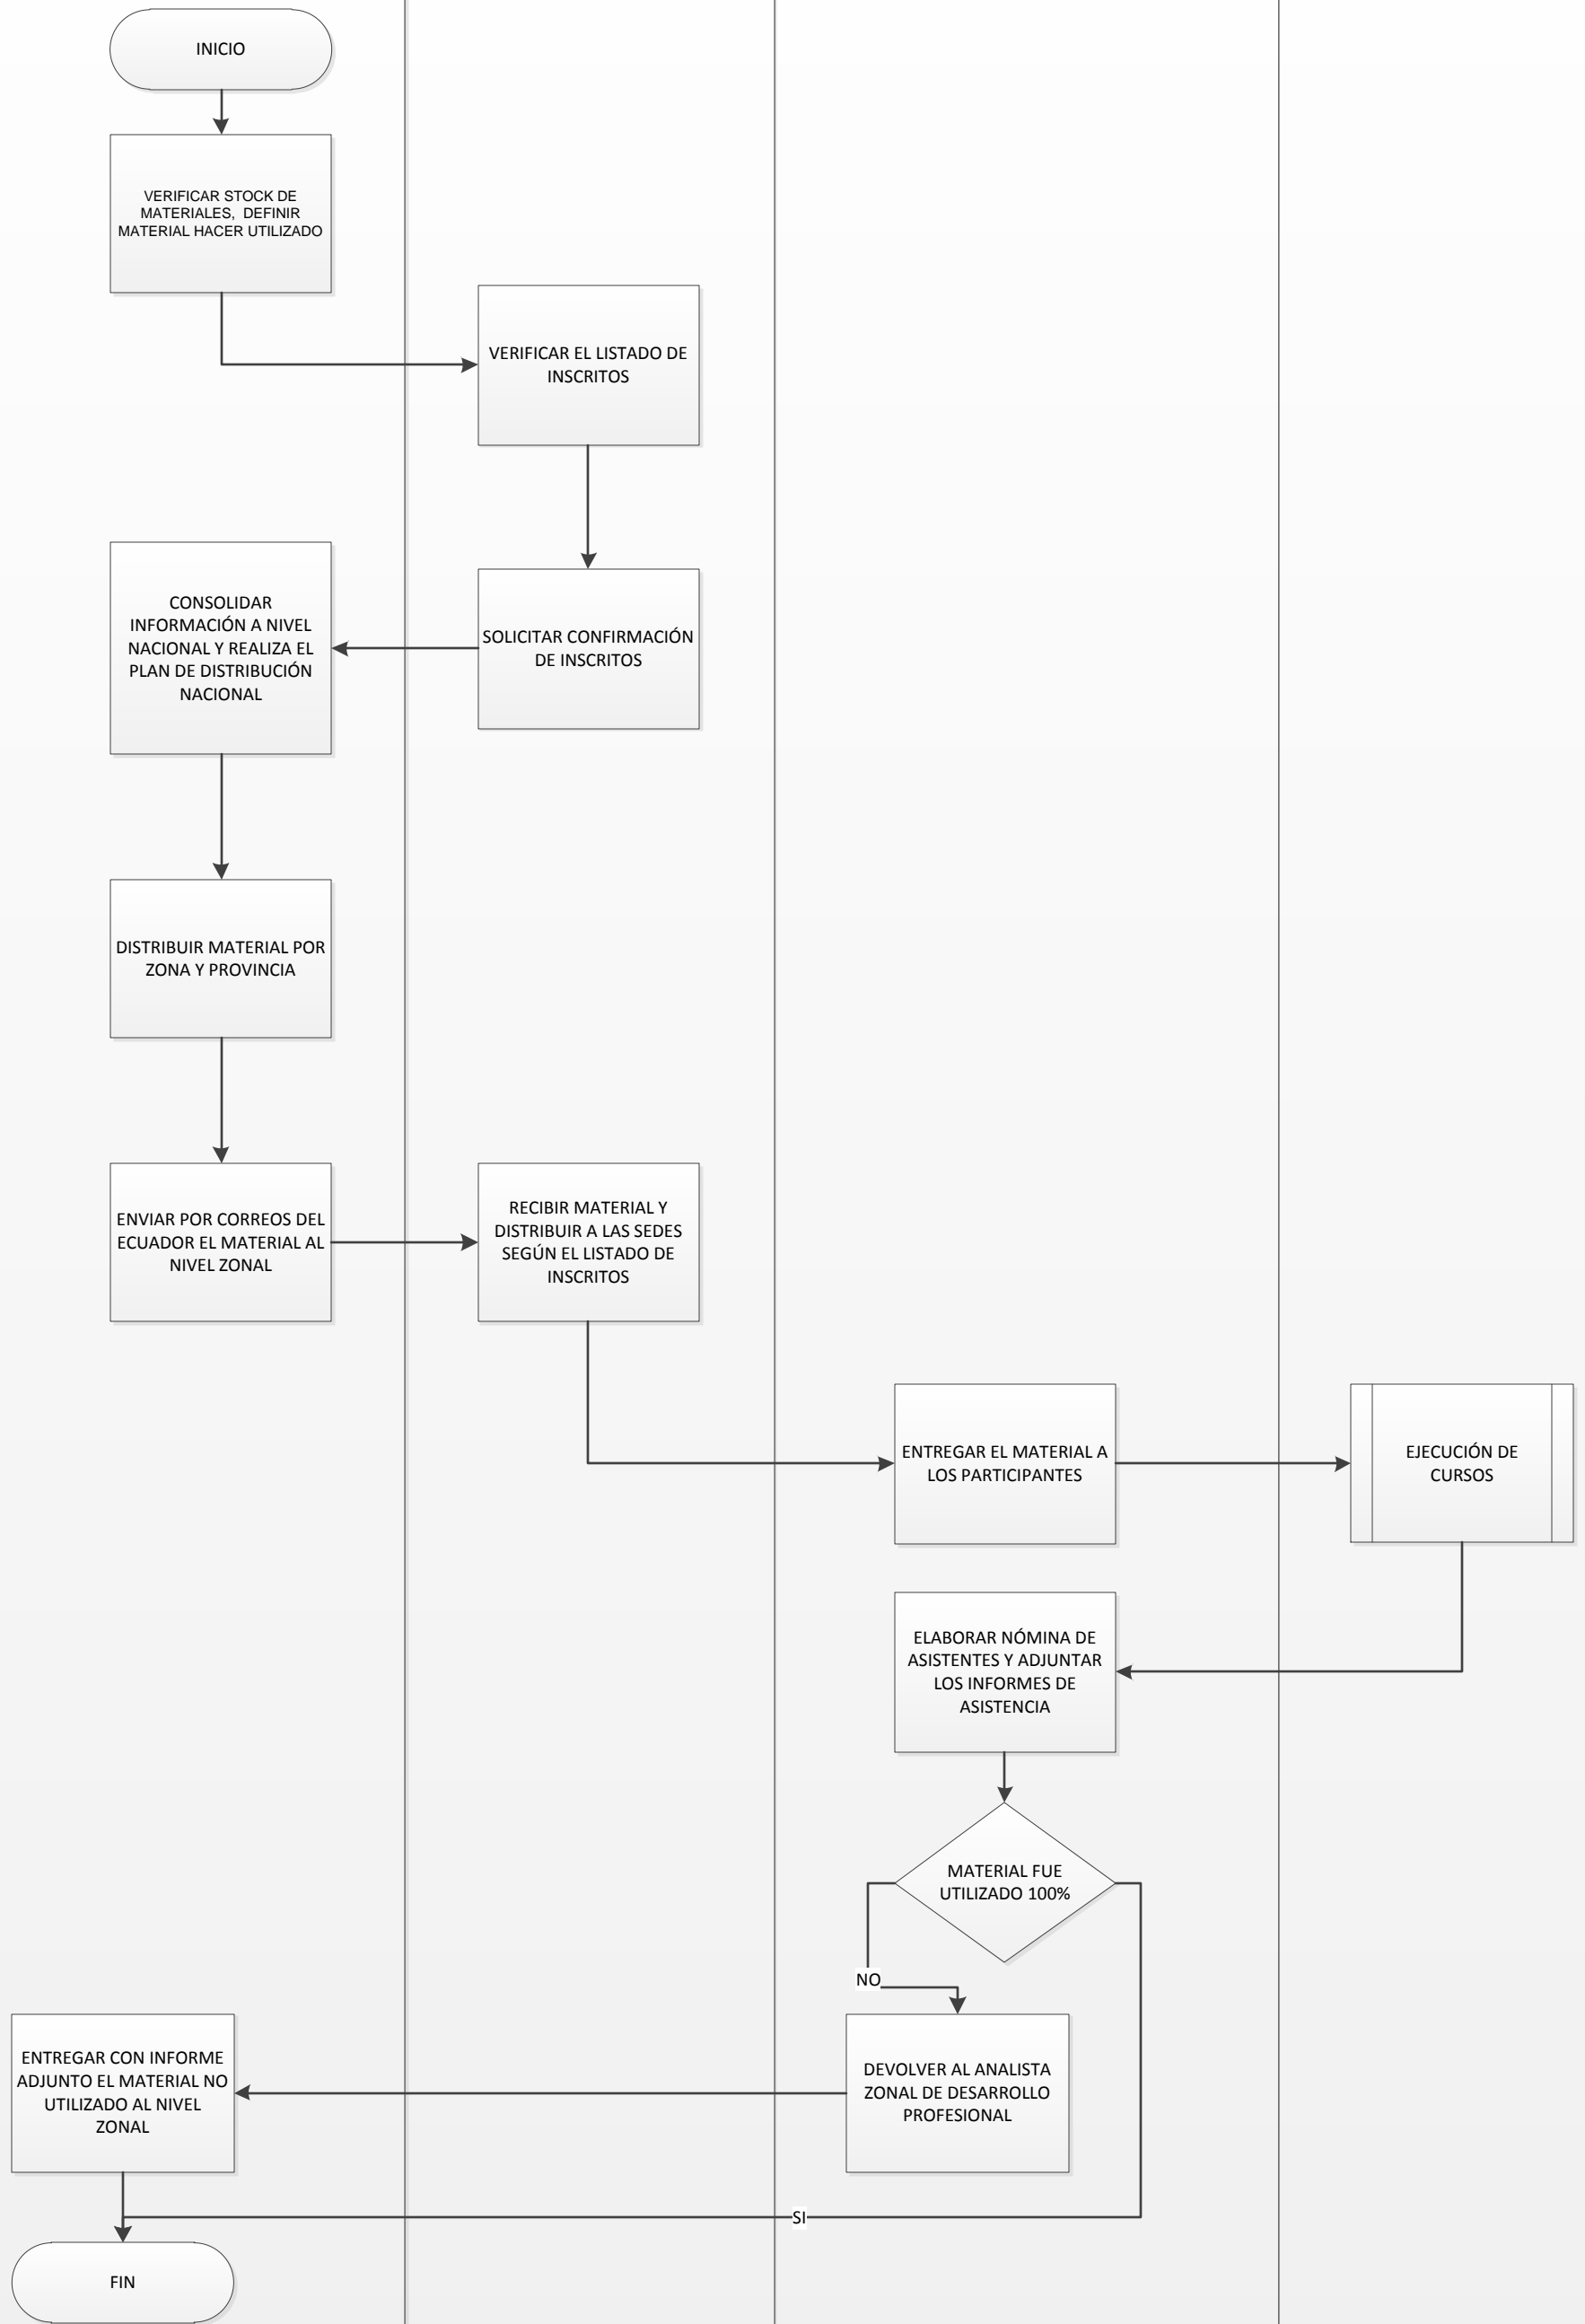 INICIO
VERIFICAR STOCK DE
MATERIALES, DEFINIR
MATERIAL HACER UTILIZADO
VERIFICAR EL LISTADO DE
INSCRITOS
SOLICITAR CONFIRMACIÓN
DE INSCRITOS
CONSOLIDAR
INFORMACIÓN A NIVEL
NACIONAL Y REALIZA EL
PLAN DE DISTRIBUCIÓN
NACIONAL
DISTRIBUIR MATERIAL POR
ZONA Y PROVINCIA
ENVIAR POR CORREOS DEL
ECUADOR EL MATERIAL AL
NIVEL ZONAL
RECIBIR MATERIAL Y
DISTRIBUIR A LAS SEDES
SEGÚN EL LISTADO DE
INSCRITOS
ENTREGAR EL MATERIAL A
LOS PARTICIPANTES
EJECUCIÓN DE
CURSOS
ELABORAR NÓMINA DE
ASISTENTES Y ADJUNTAR
LOS INFORMES DE
ASISTENCIA
MATERIAL FUE
UTILIZADO 100%
NO
DEVOLVER AL ANALISTA
ZONAL DE DESARROLLO
PROFESIONAL
ENTREGAR CON INFORME
ADJUNTO EL MATERIAL NO
UTILIZADO AL NIVEL
ZONAL
SI
FIN